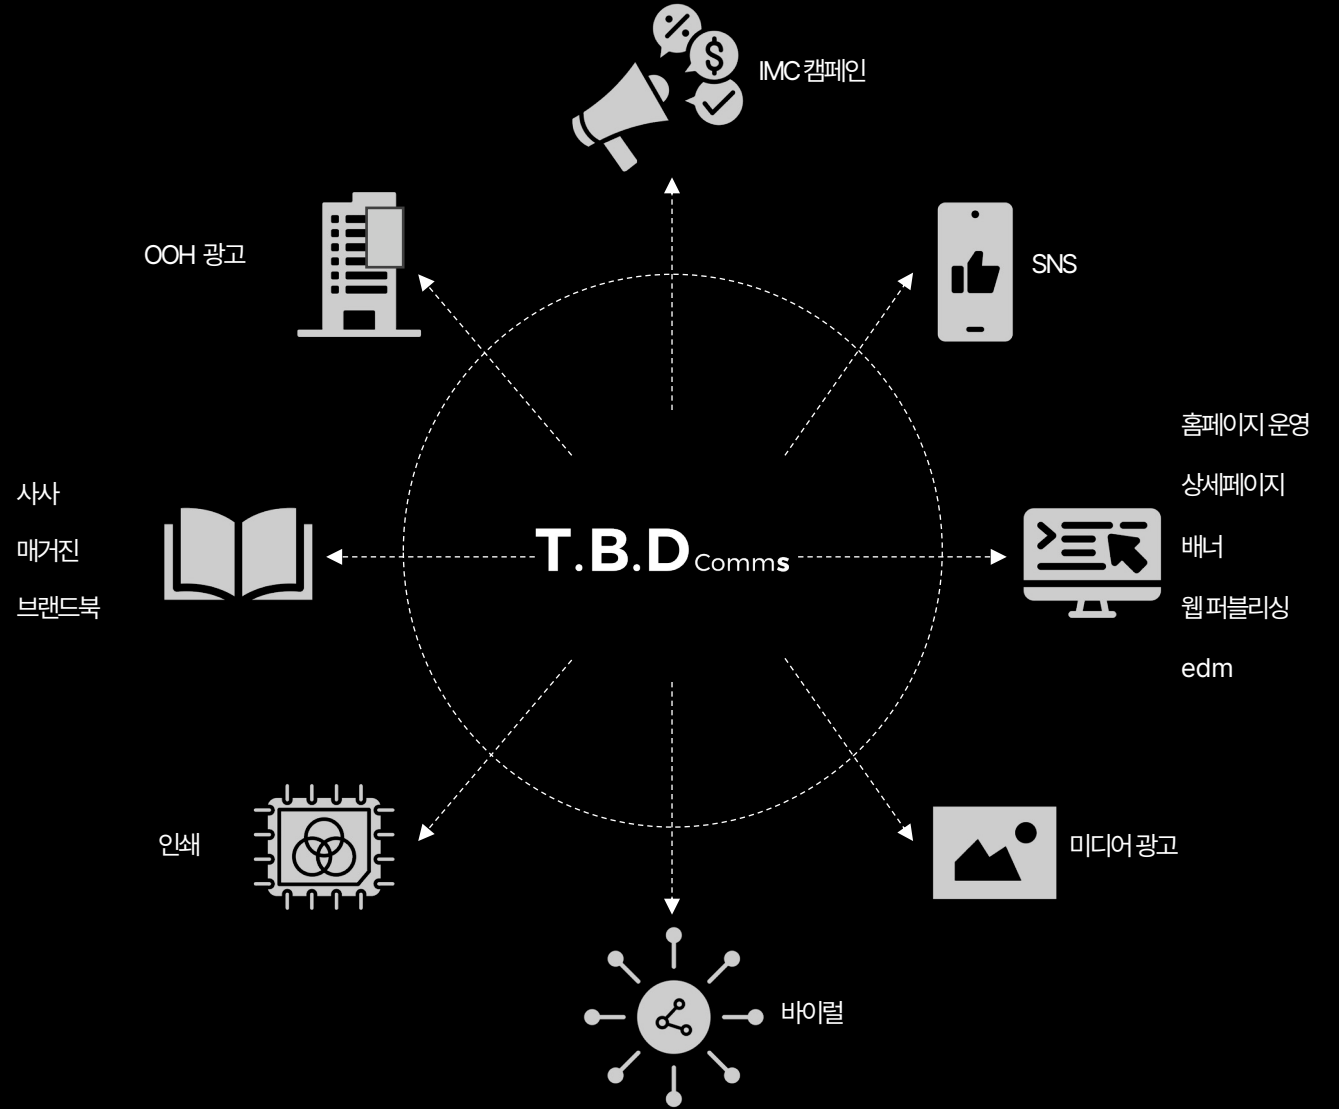 IMC 캠페인
OOH 광고
SNS
홈페이지 운영
상세페이지
배너
웹 퍼블리싱
edm
사사
매거진
브랜드북
T.B.D Comms
인쇄
미디어 광고
바이럴